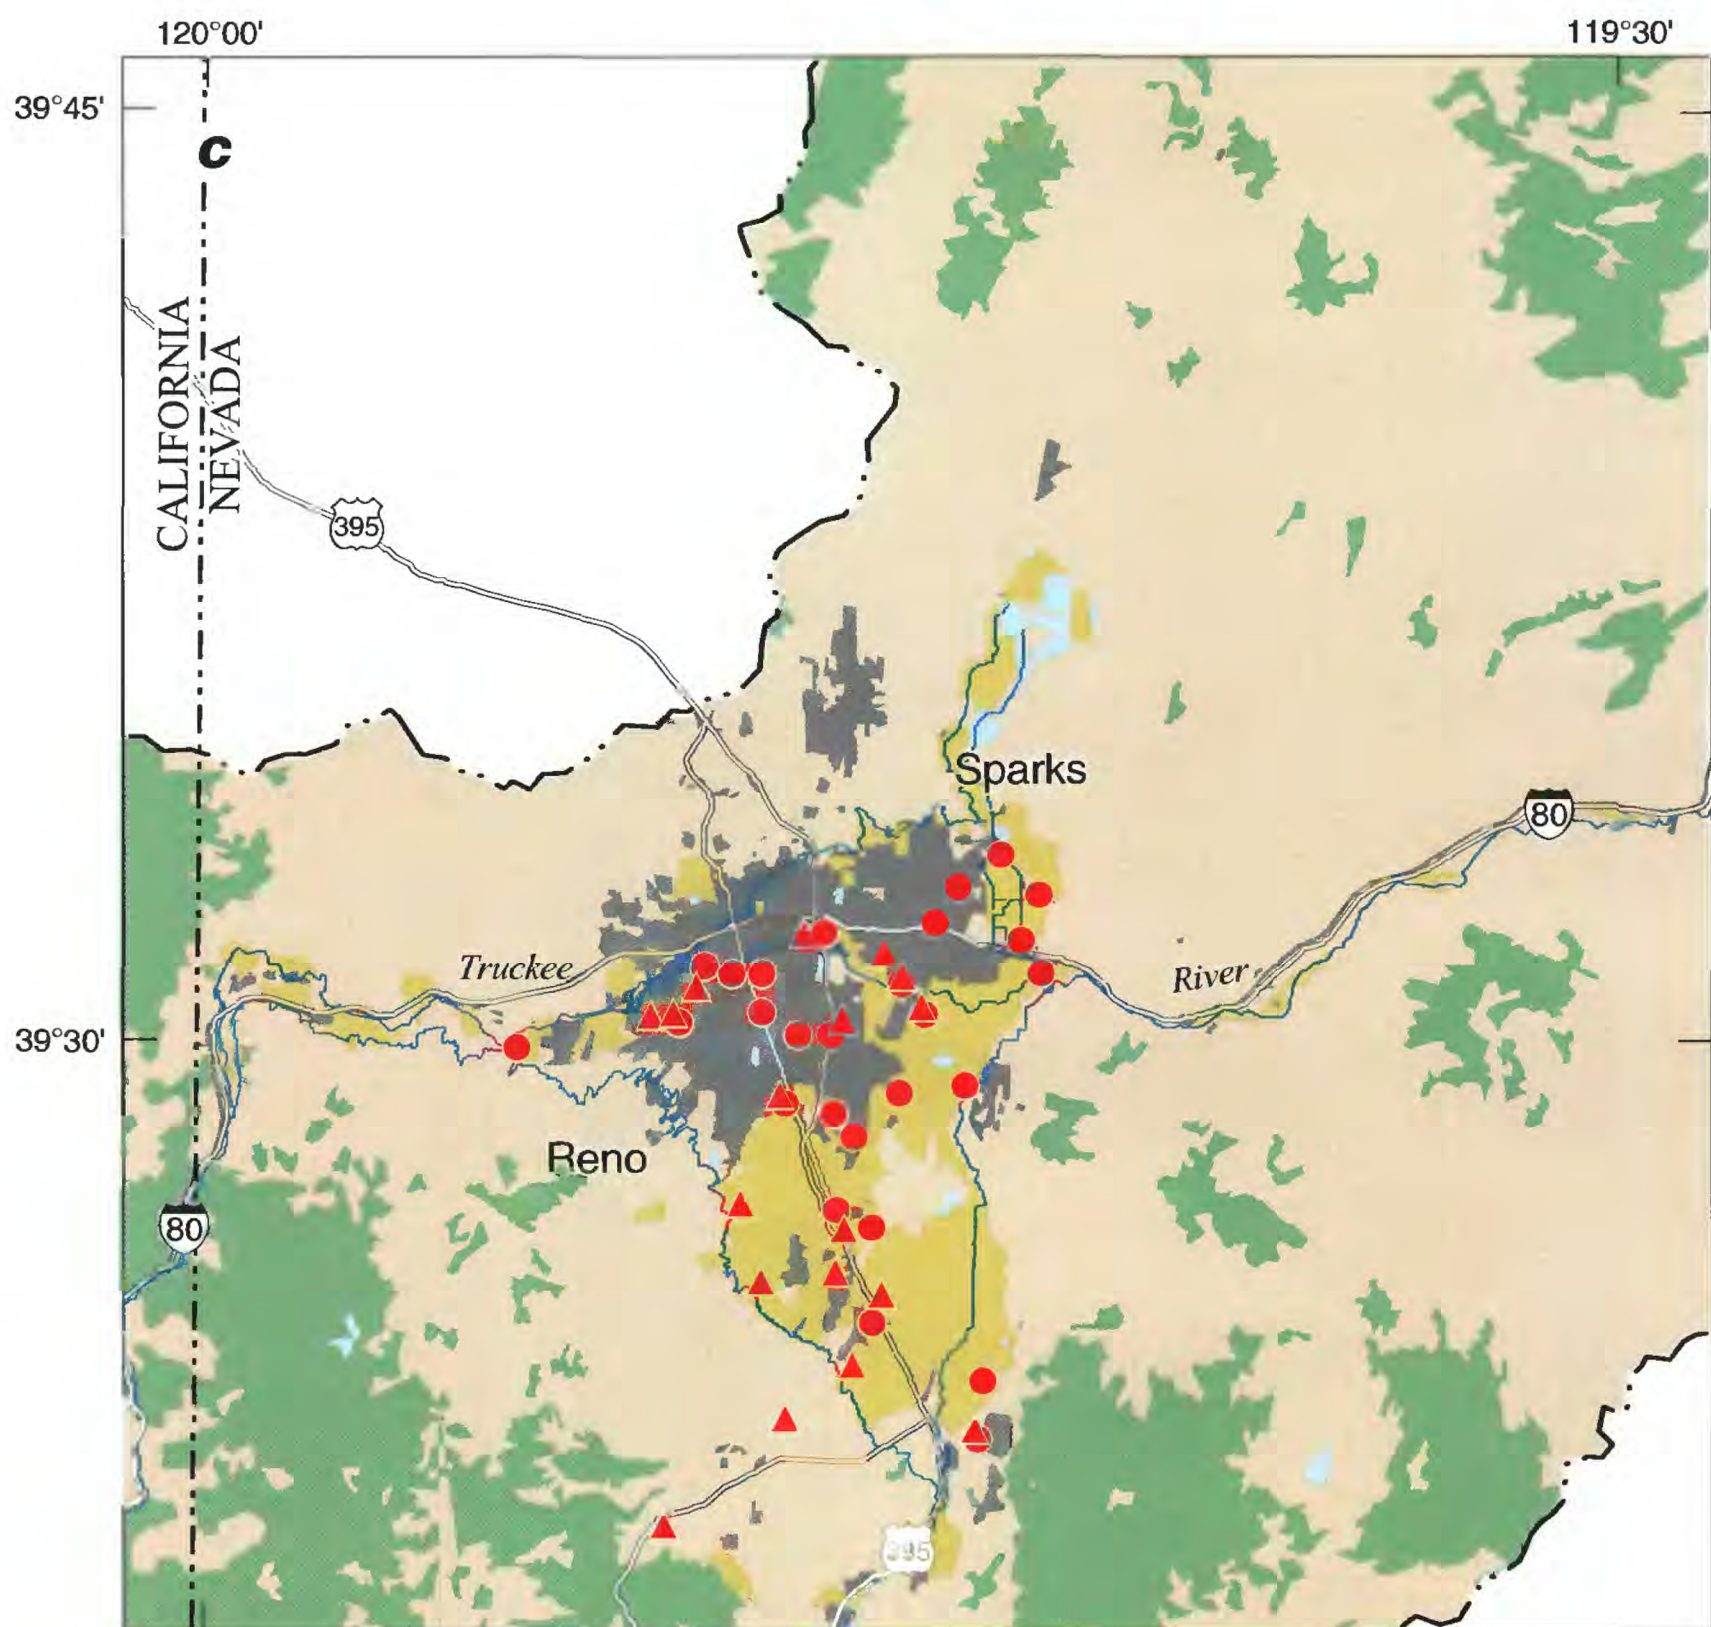 120°00'
119°30'
39°45'
C
CALIFORNIA
NEVADA
395
Sparks
80
Truckee
River
39°30'
Reno
80
395